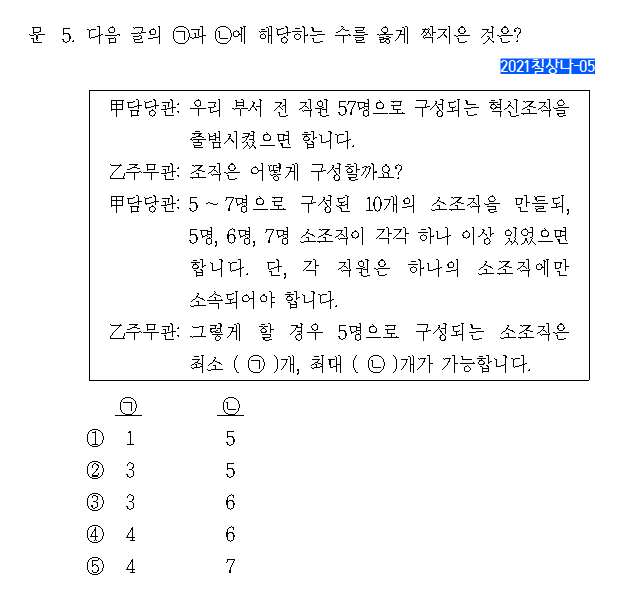 문 5. 다음 글의 ㉠과 ㉡에 해당하는 수를 옳게 짝지은 것은?
2021칠상나-05
甲담당관: 우리 부서 전 직원 57명으로 구성되는 혁신조직을
출범시켰으면 합니다.
乙주무관: 조직은 어떻게 구성할까요?
甲담당관: 5 ~ 7명으로 구성된 10개의 소조직을 만들되,
5명, 6명, 7명 소조직이 각각 하나 이상 있었으면
합니다. 단, 각 직원은 하나의 소조직에만
소속되어야 합니다.
乙주무관: 그렇게 할 경우 5명으로 구성되는 소조직은
최소 ( ㉠ )개, 최대 ( ㉡ )개가 가능합니다.
㉠ ㉡
① 1 5
② 3 5
③ 3 6
④ 4 6
⑤ 4 7